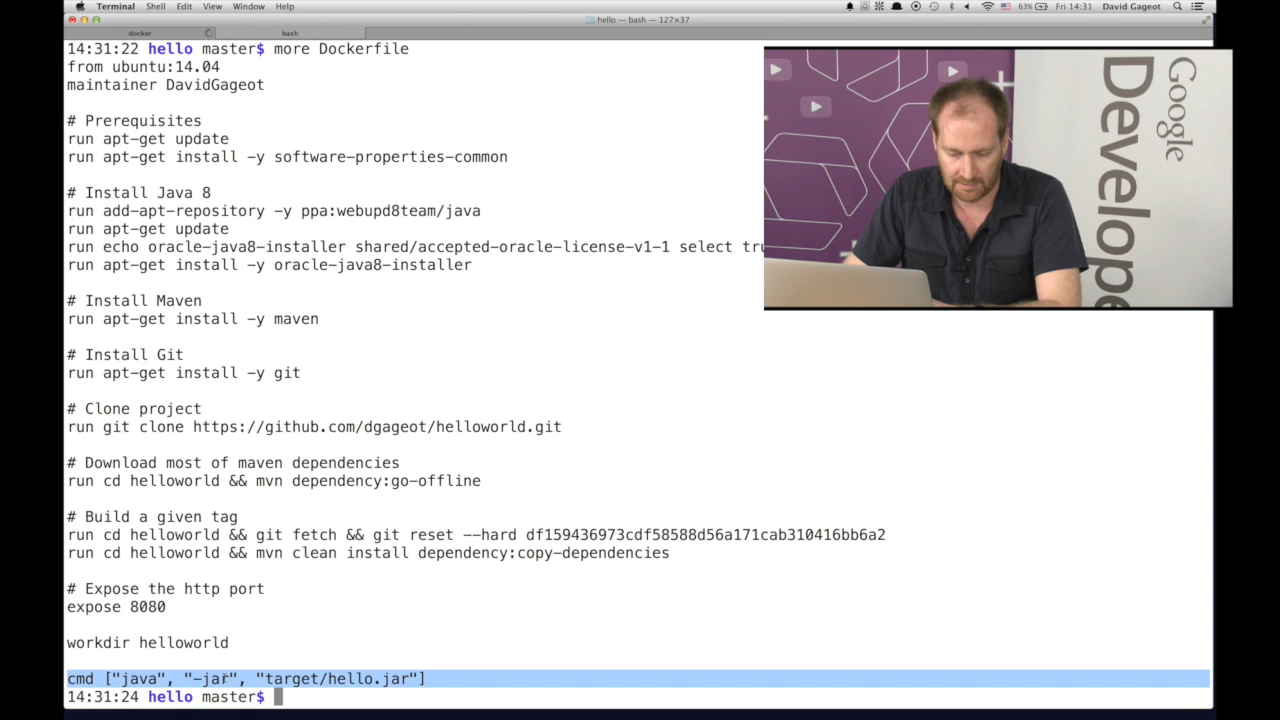 Terminal Shell Edit View Window Help 63% Fri 14:31 David Gageot
hello — bash — 127×37
docker bash
14:31:22 hello master$ more Dockerfile
from ubuntu:14.04
maintainer DavidGageot
# Prerequisites
run apt-get update
run apt-get install -y software-properties-common
# Install Java 8
run add-apt-repository -y ppa:webupd8team/java
run apt-get update
run echo oracle-java8-installer shared/accepted-oracle-license-v1-1 select
run apt-get install -y oracle-java8-installer
# Install Maven
run apt-get install -y maven
# Install Git
run apt-get install -y git
# Clone project
run git clone https://github.com/dgageot/helloworld.git
# Download most of maven dependencies
run cd helloworld && mvn dependency:go-offline
# Build a given tag
run cd helloworld && git fetch && git reset --hard df159436973cdf58588d56a171cab310416bb6a2
run cd helloworld && mvn clean install dependency:copy-dependencies
# Expose the http port
expose 8080
workdir helloworld
cmd ["java", "-jar", "target/hello.jar"]
14:31:24 hello master$
Google
Develope